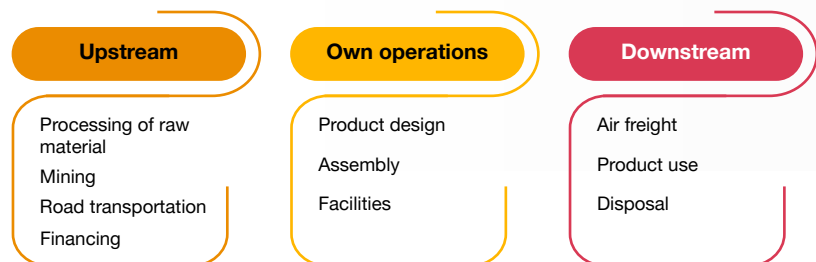 Upstream
Processing of raw
material
Mining
Road transportation
Financing
Own operations
Product design
Assembly
Facilities
Downstream
Air freight
Product use
Disposal